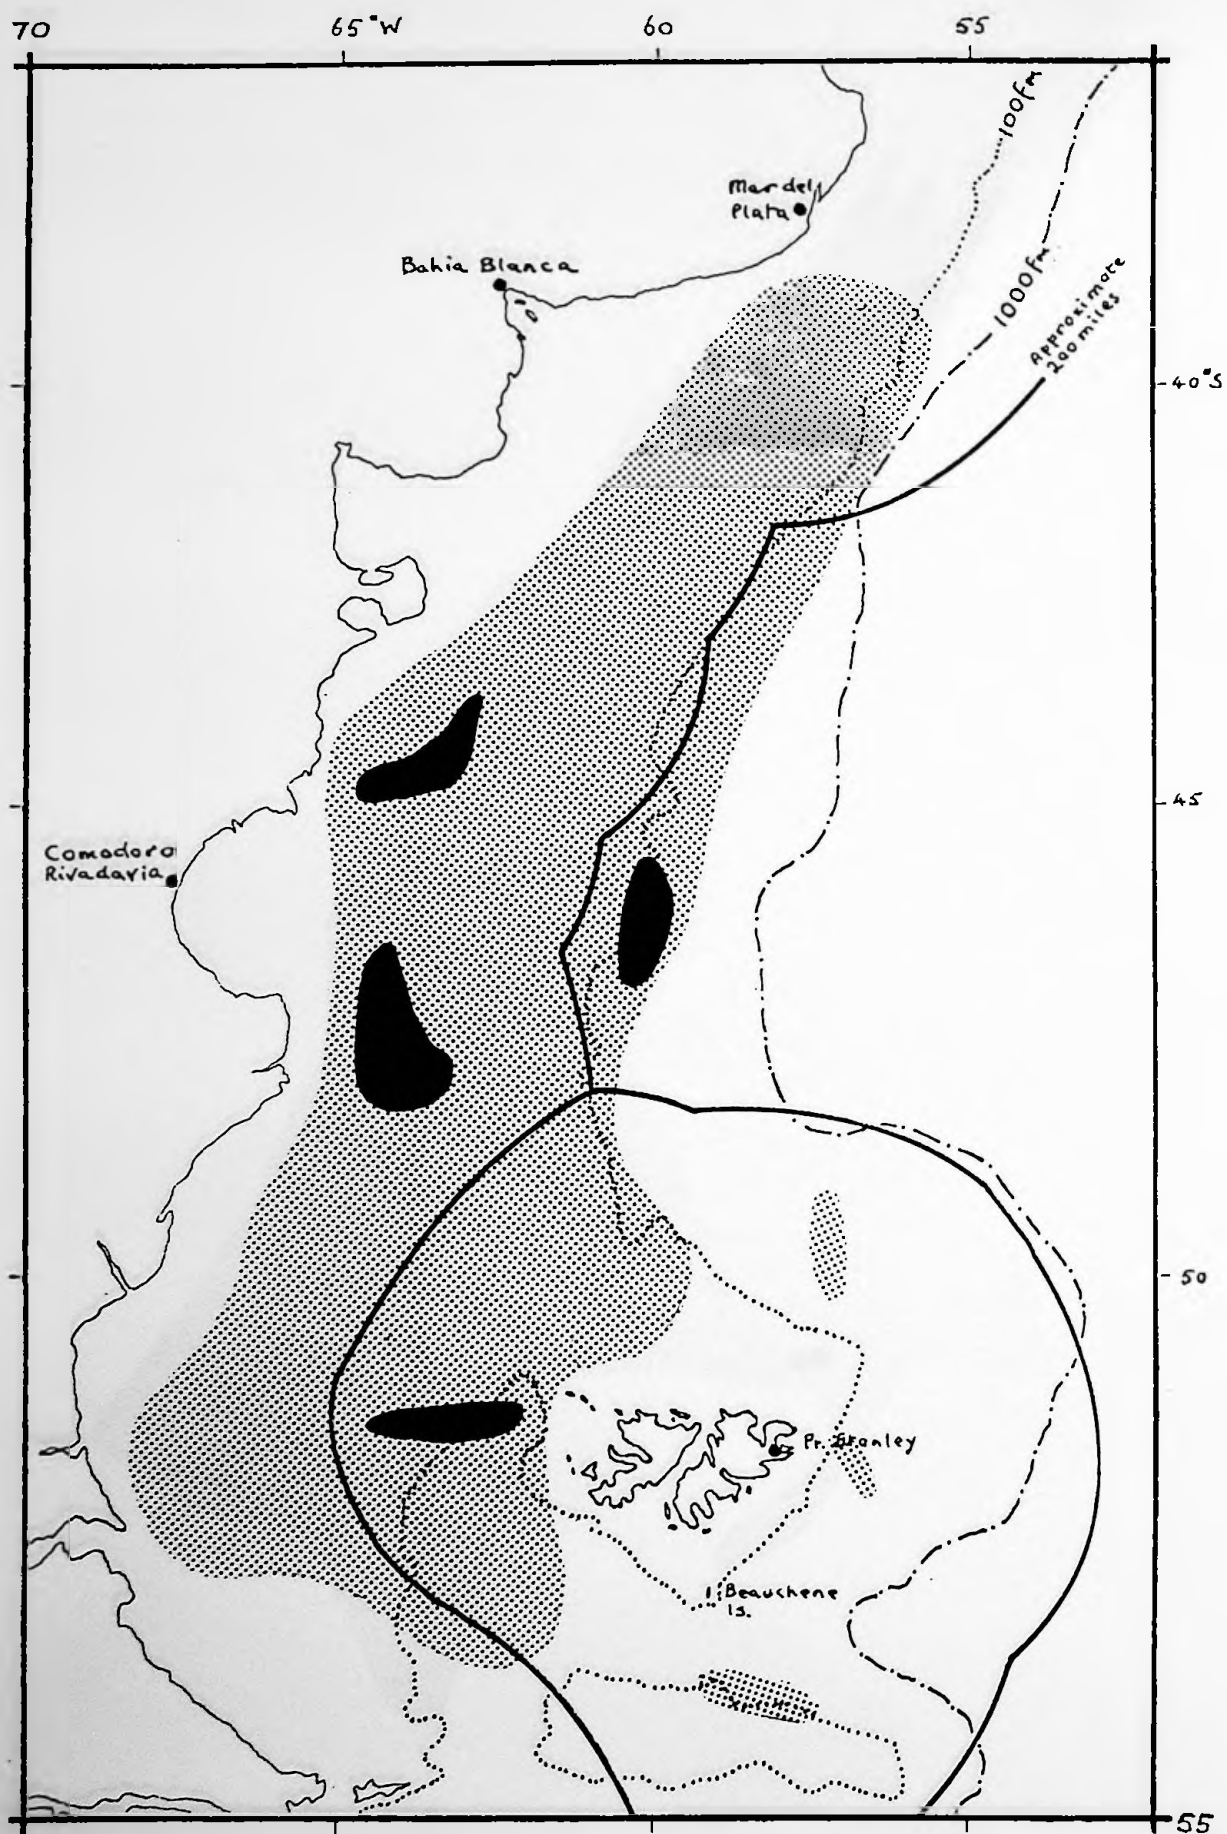 70
65°W
60
55
100fm
Mar del
Plata
Bahia Blanca
1000fm
Approximate
200 miles
40°S
45
Comodoro
Rivadavia
50
Pt. Stanley
Beauchene
Is.
55